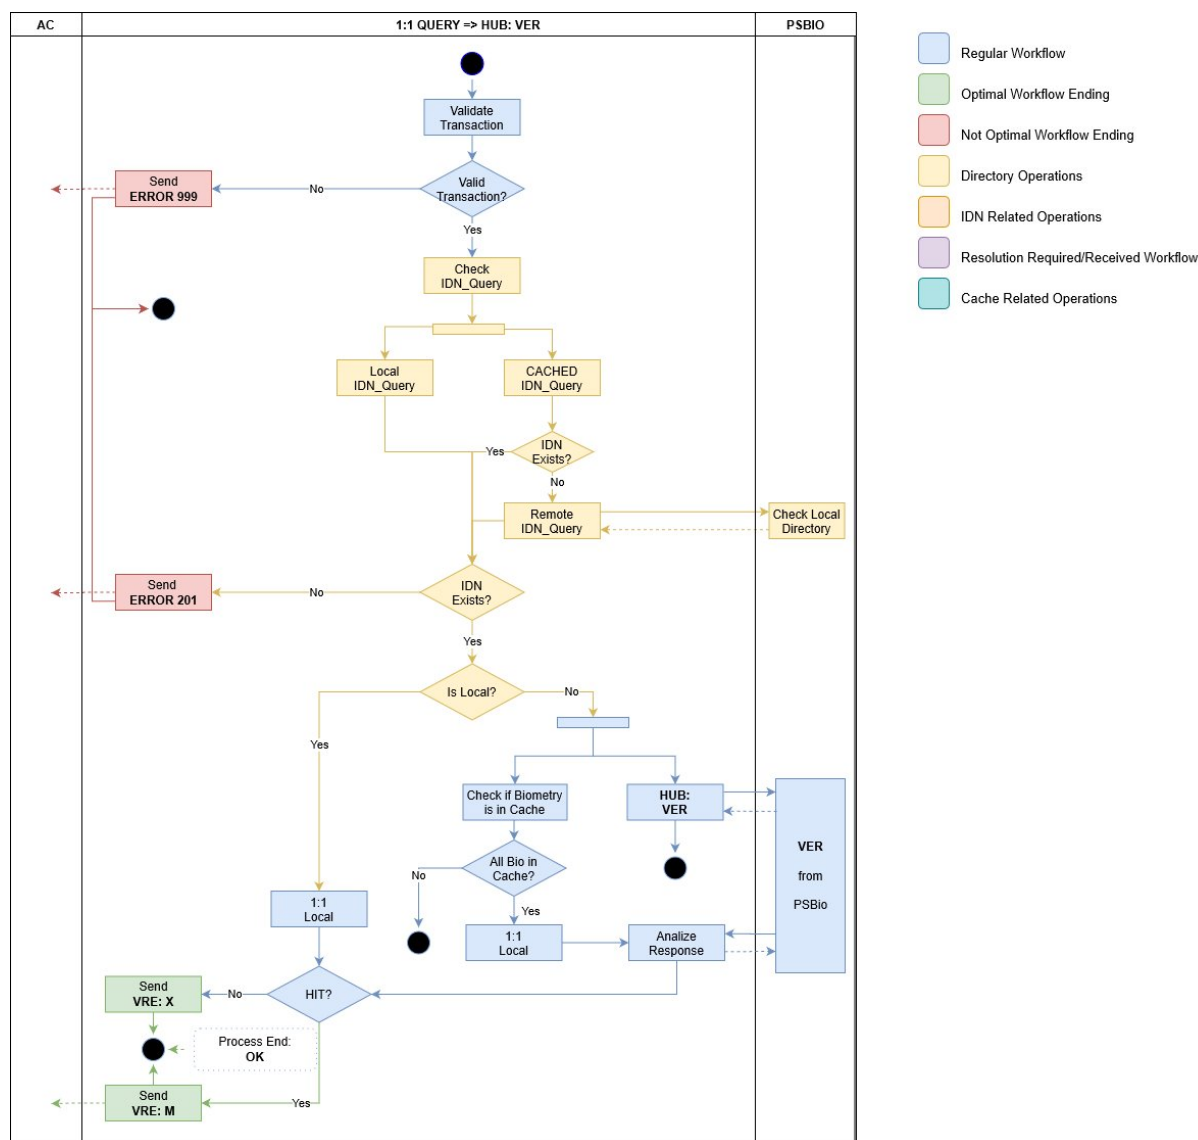 AC
1:1 QUERY => HUB: VER
PSBIO
Validate
Transaction
Valid
Transaction?
No
Send
ERROR 999
Yes
Check
IDN_Query
Local
IDN_Query
CACHED
IDN_Query
IDN
Exists?
Yes
No
Remote
IDN_Query
Check Local
Directory
IDN
Exists?
No
Send
ERROR 201
Yes
Is Local?
No
Yes
Check if Biometry
is in Cache
HUB:
VER
All Bio in
Cache?
No
Yes
VER
from
PSBio
1:1
Local
1:1
Local
Analize
Response
HIT?
No
Send
VRE: X
Process End:
OK
Yes
Send
VRE: M
Regular Workflow
Optimal Workflow Ending
Not Optimal Workflow Ending
Directory Operations
IDN Related Operations
Resolution Required/Received Workflow
Cache Related Operations